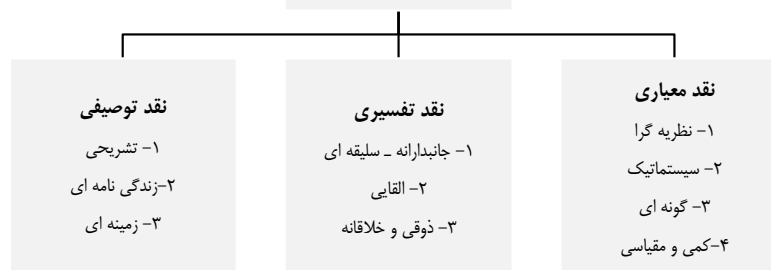 نقد معیاری
۱- نظریه گرا
۲- سیستماتیک
۳- گونه ای
۴-کمی و مقیاسی
نقد تفسیری
۱- جانبدارانه ـ سلیقه ای
۲- القایی
۳- ذوقی و خلاقانه
نقد توصیفی
۱- تشریحی
۲-زندگی نامه ای
۳- زمینه ای